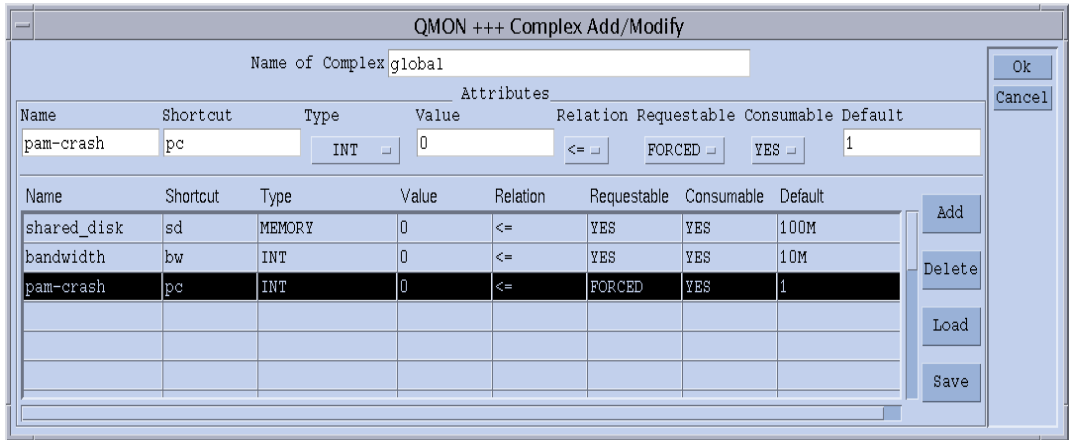 QMON +++ Complex Add/Modify
Name of Complex global
Ok
Cancel
Attributes
Name Shortcut Type Value Relation Requestable Consumable Default
pam-crash pc INT 0 <= FORCED YES 1
Name Shortcut Type Value Relation Requestable Consumable Default
shared_disk sd MEMORY 0 <= YES YES 100M
bandwidth bw INT 0 <= YES YES 10M
pam-crash pc INT 0 <= FORCED YES 1
Add
Delete
Load
Save